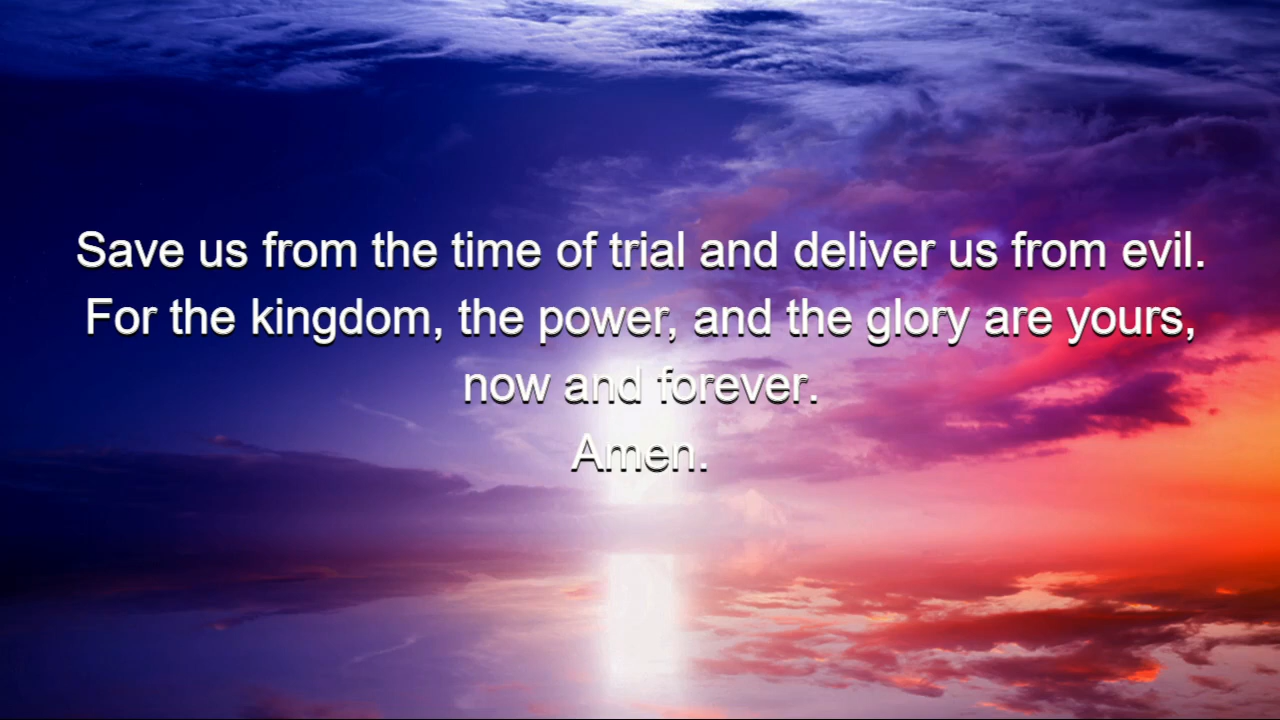 Save us from the time of trial and deliver us from evil.
For the kingdom, the power, and the glory are yours,
now and forever.
Amen.